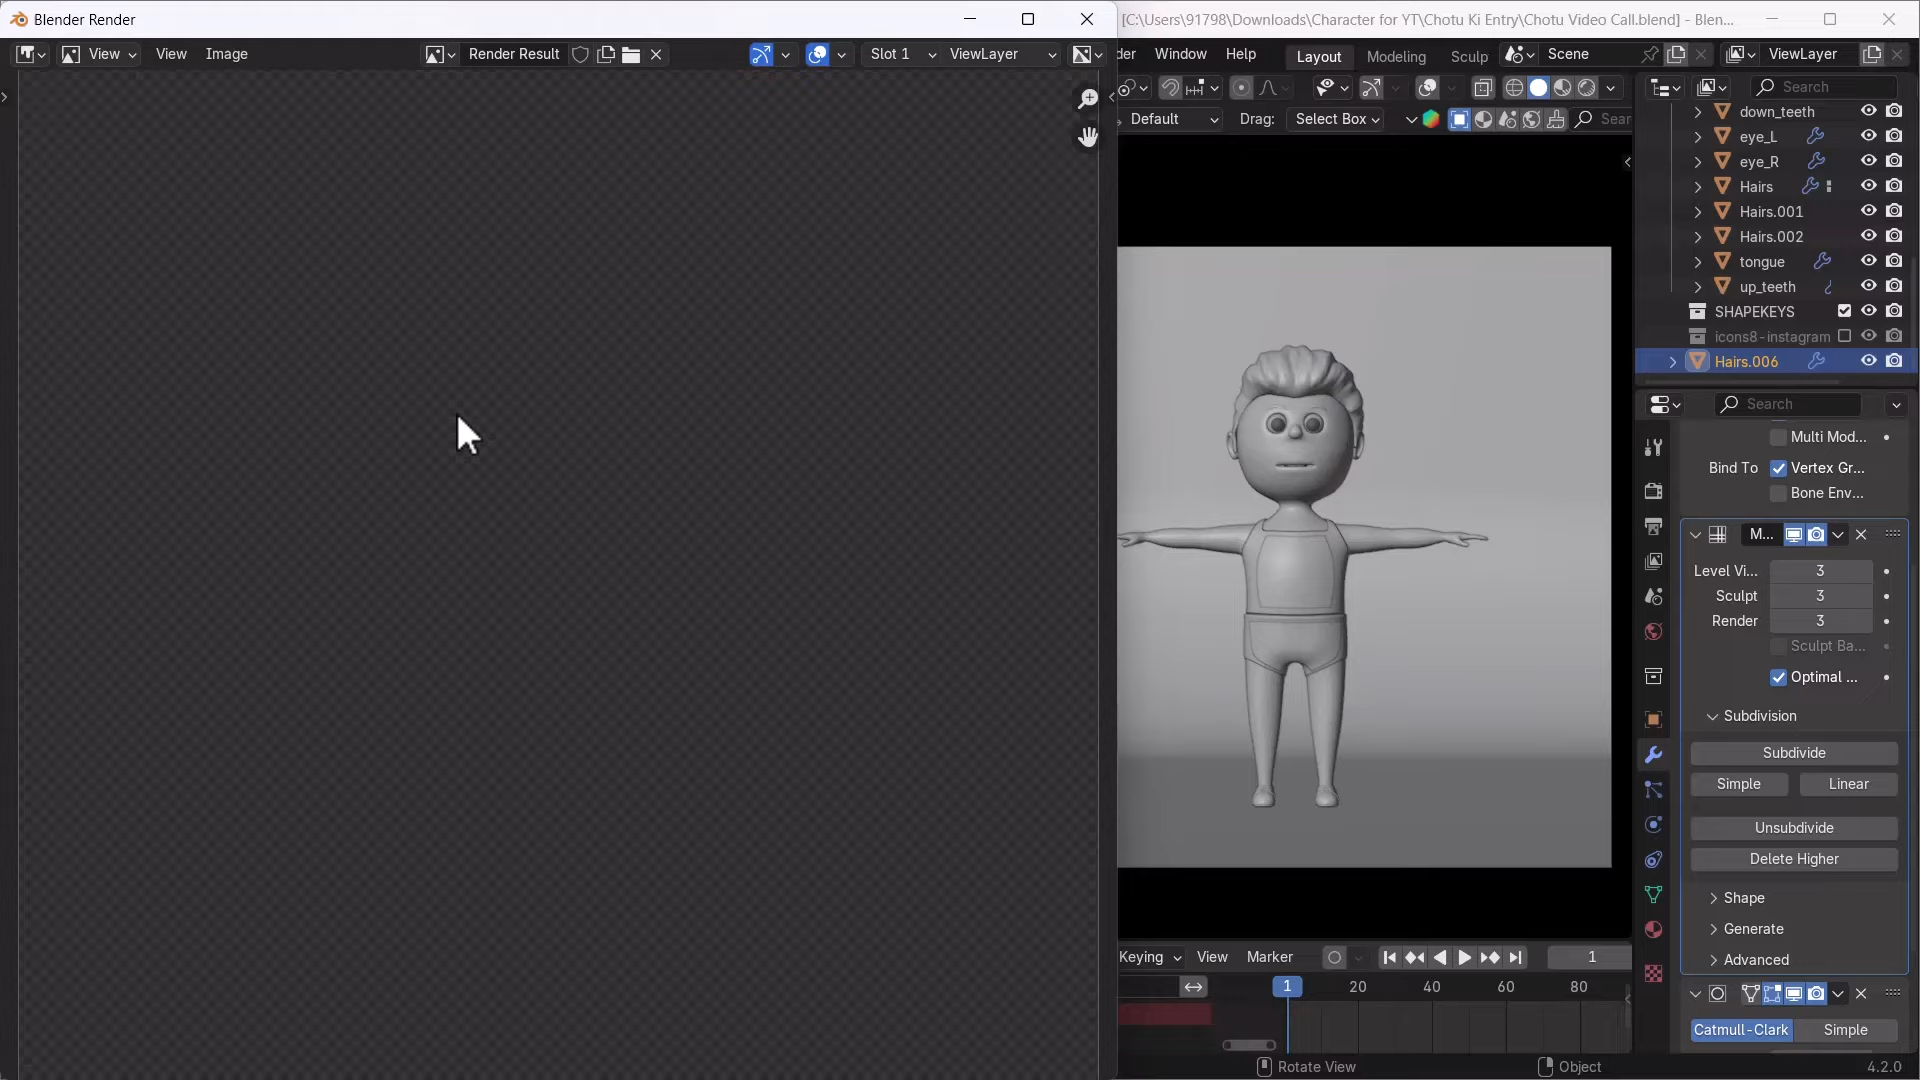 Blender Render
View View Image
Render Result
Slot 1 ViewLayer
[C:\Users\91798\Downloads\Character for YT\Chotu Ki Entry\Chotu Video Call.blend] - Blen...
der Window Help Layout Modeling Sculp Scene ViewLayer
Search
Default Drag: Select Box Sear
down_teeth
eye_L
eye_R
Hairs
Hairs.001
Hairs.002
tongue
up_teeth
SHAPEKEYS
icons8-instagram
Hairs.006
Search
Multi Mod...
Bind To Vertex Gr...
Bone Env...
M...
Level Vi... 3
Sculpt 3
Render 3
Sculpt Ba...
Optimal ...
Subdivision
Subdivide
Simple Linear
Unsubdivide
Delete Higher
Shape
Generate
Advanced
Catmull-Clark Simple
Keying View Marker 1
1 20 40 60 80
Rotate View Object 4.2.0